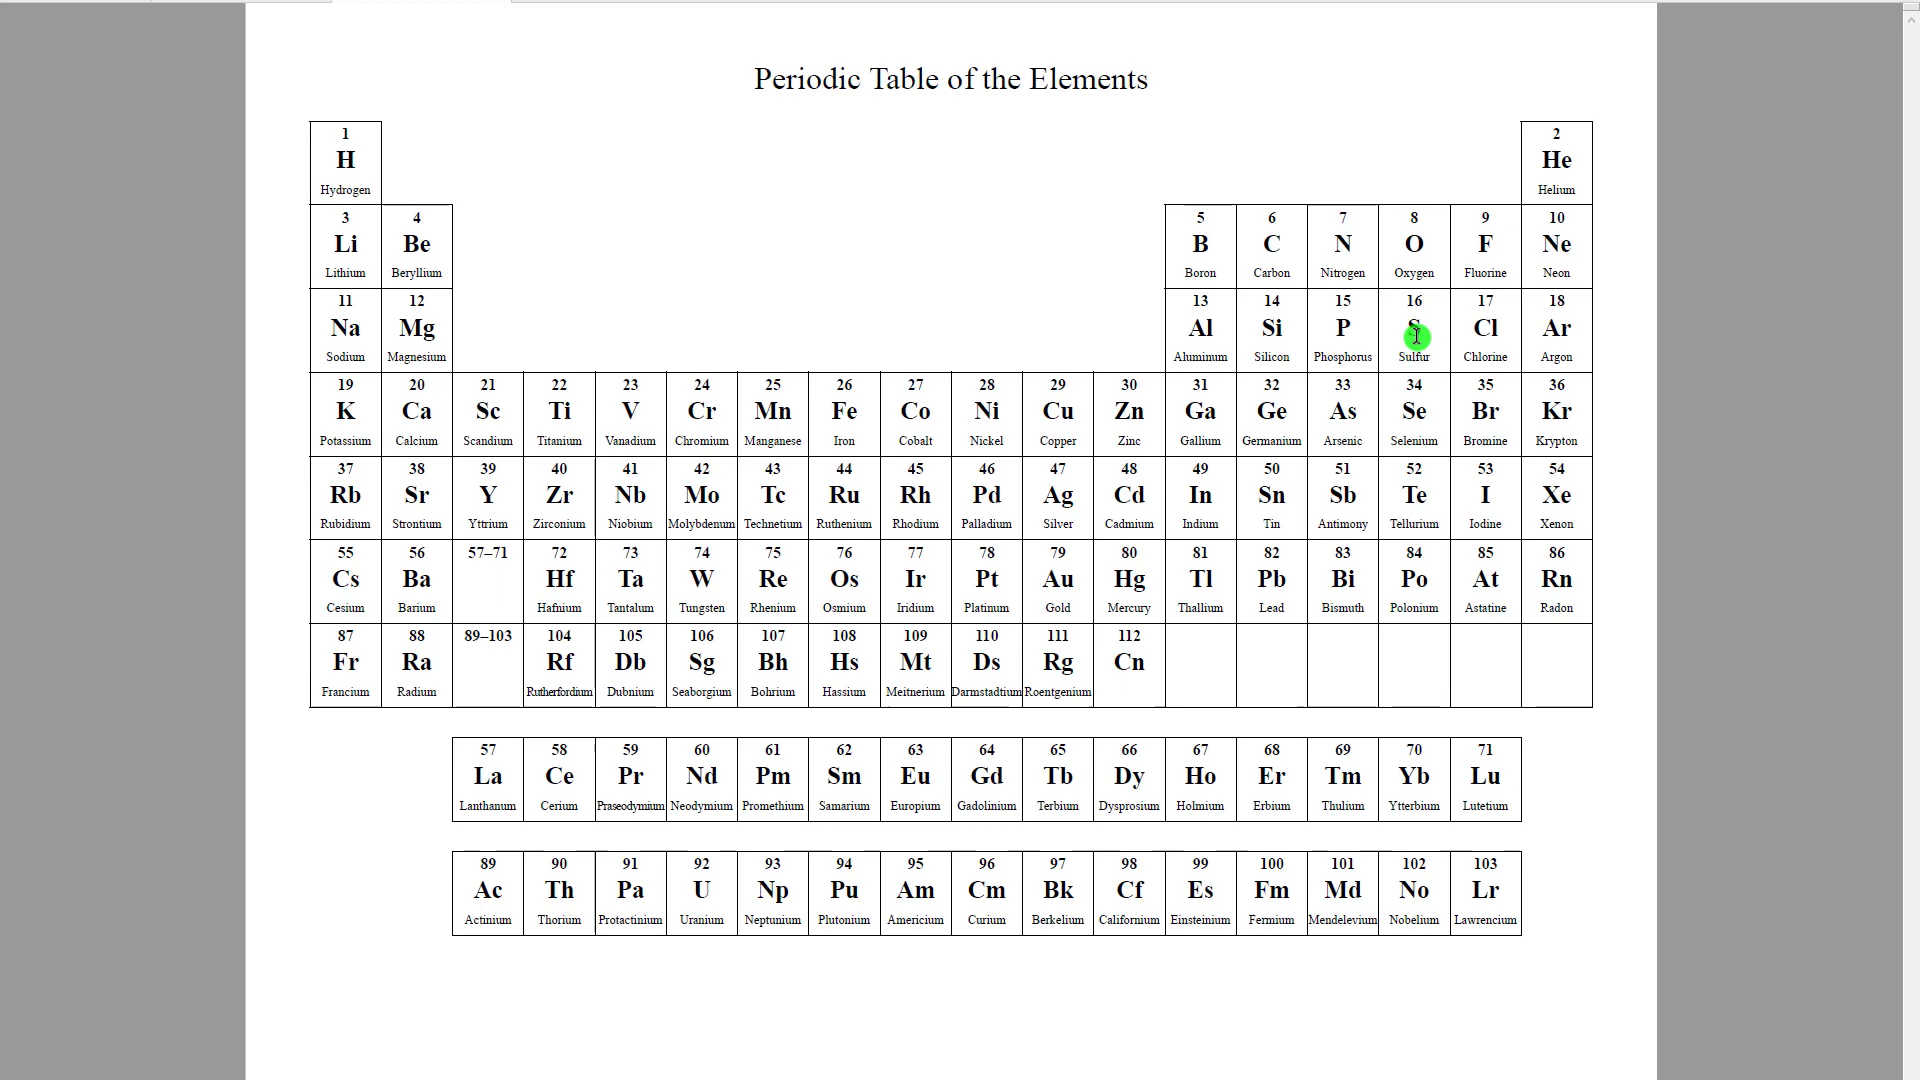 Periodic Table of the Elements
1 2
H He
Hydrogen Helium
3 4 5 6 7 8 9 10
Li Be B C N O F Ne
Lithium Beryllium Boron Carbon Nitrogen Oxygen Fluorine Neon
11 12 13 14 15 16 17 18
Na Mg Al Si P S Cl Ar
Sodium Magnesium Aluminum Silicon Phosphorus Sulfur Chlorine Argon
19 20 21 22 23 24 25 26 27 28 29 30 31 32 33 34 35 36
K Ca Sc Ti V Cr Mn Fe Co Ni Cu Zn Ga Ge As Se Br Kr
Potassium Calcium Scandium Titanium Vanadium Chromium Manganese Iron Cobalt Nickel Copper Zinc Gallium Germanium Arsenic Selenium Bromine Krypton
37 38 39 40 41 42 43 44 45 46 47 48 49 50 51 52 53 54
Rb Sr Y Zr Nb Mo Tc Ru Rh Pd Ag Cd In Sn Sb Te I Xe
Rubidium Strontium Yttrium Zirconium Niobium Molybdenum Technetium Ruthenium Rhodium Palladium Silver Cadmium Indium Tin Antimony Tellurium Iodine Xenon
55 56 57–71 72 73 74 75 76 77 78 79 80 81 82 83 84 85 86
Cs Ba Hf Ta W Re Os Ir Pt Au Hg Tl Pb Bi Po At Rn
Cesium Barium Hafnium Tantalum Tungsten Rhenium Osmium Iridium Platinum Gold Mercury Thallium Lead Bismuth Polonium Astatine Radon
87 88 89–103 104 105 106 107 108 109 110 111 112
Fr Ra Rf Db Sg Bh Hs Mt Ds Rg Cn
Francium Radium Rutherfordium Dubnium Seaborgium Bohrium Hassium Meitnerium Darmstadtium Roentgenium
57 58 59 60 61 62 63 64 65 66 67 68 69 70 71
La Ce Pr Nd Pm Sm Eu Gd Tb Dy Ho Er Tm Yb Lu
Lanthanum Cerium Praseodymium Neodymium Promethium Samarium Europium Gadolinium Terbium Dysprosium Holmium Erbium Thulium Ytterbium Lutetium
89 90 91 92 93 94 95 96 97 98 99 100 101 102 103
Ac Th Pa U Np Pu Am Cm Bk Cf Es Fm Md No Lr
Actinium Thorium Protactinium Uranium Neptunium Plutonium Americium Curium Berkelium Californium Einsteinium Fermium Mendelevium Nobelium Lawrencium